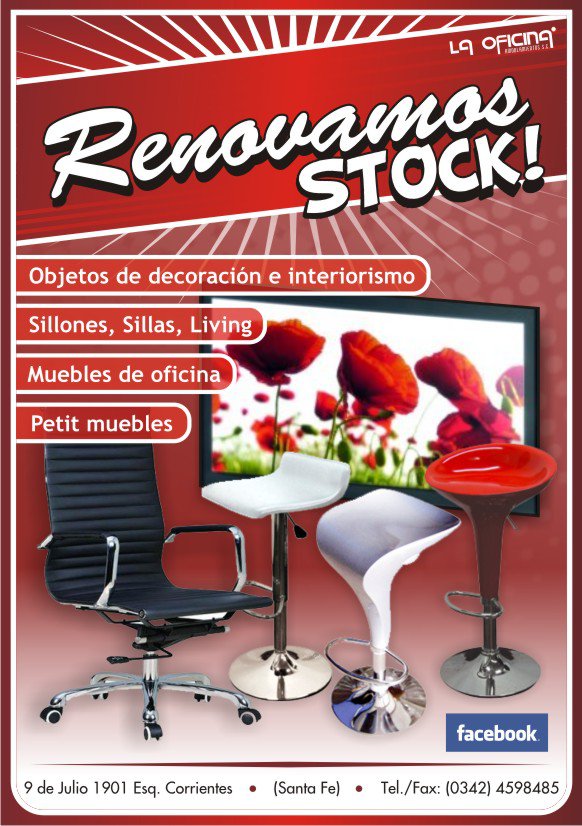 LA OFICINA
AMOBLAMIENTOS S.A.
Renovamos
STOCK!
Objetos de decoración e interiorismo
Sillones, Sillas, Living
Muebles de oficina
Petit muebles
facebook
9 de Julio 1901 Esq. Corrientes • (Santa Fe) • Tel./Fax: (0342) 4598485